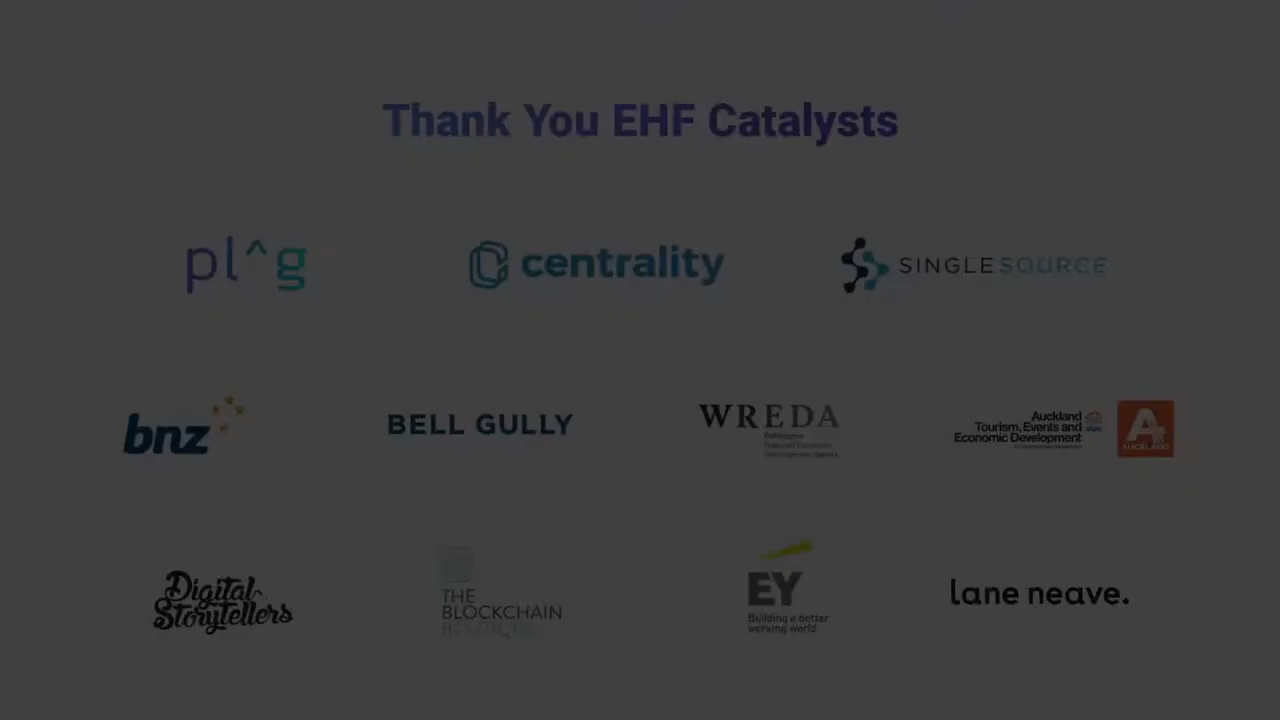 Thank You EHF Catalysts
pl^g
centrality
SINGLESOURCE
bnz
BELL GULLY
WREDA
Auckland
Tourism, Events and
Economic Development
AUCKLAND
Digital
Storytellers
THE
BLOCKCHAIN
EY
Building a better
working world
lane neave.